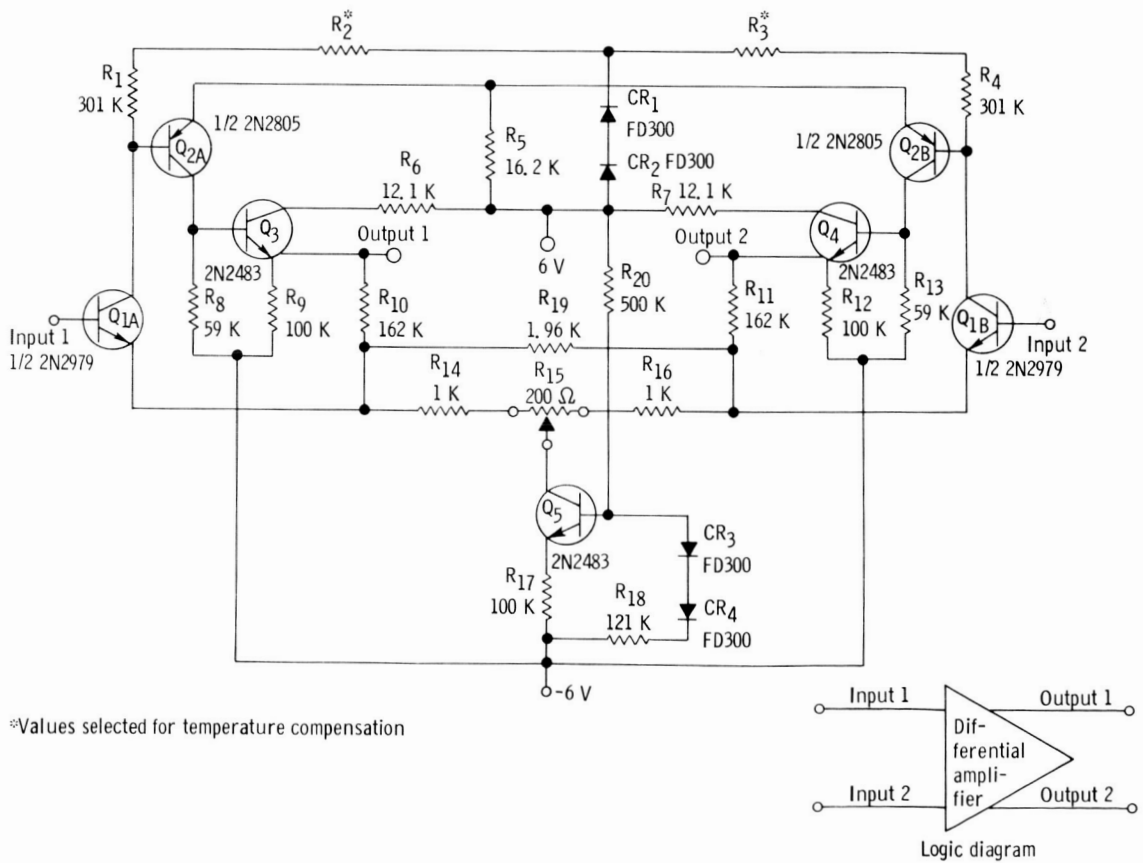 R2*
R3*
R1
301 K
R4
301 K
1/2 2N2805
Q2A
R5
16.2 K
CR1
FD300
CR2 FD300
1/2 2N2805
Q2B
R6
12.1 K
R7 12.1 K
Q3
2N2483
Output 1
6 V
Output 2
Q4
2N2483
R20
500 K
R8
59 K
R9
100 K
R10
162 K
R19
1.96 K
R11
162 K
R12
100 K
R13
59 K
Input 1
Q1A
1/2 2N2979
Q1B
Input 2
1/2 2N2979
R14
1 K
R15
200 Ω
R16
1 K
Q5
2N2483
CR3
FD300
R17
100 K
R18
121 K
CR4
FD300
-6 V
*Values selected for temperature compensation
Input 1
Output 1
Dif-
ferential
ampli-
fier
Input 2
Output 2
Logic diagram